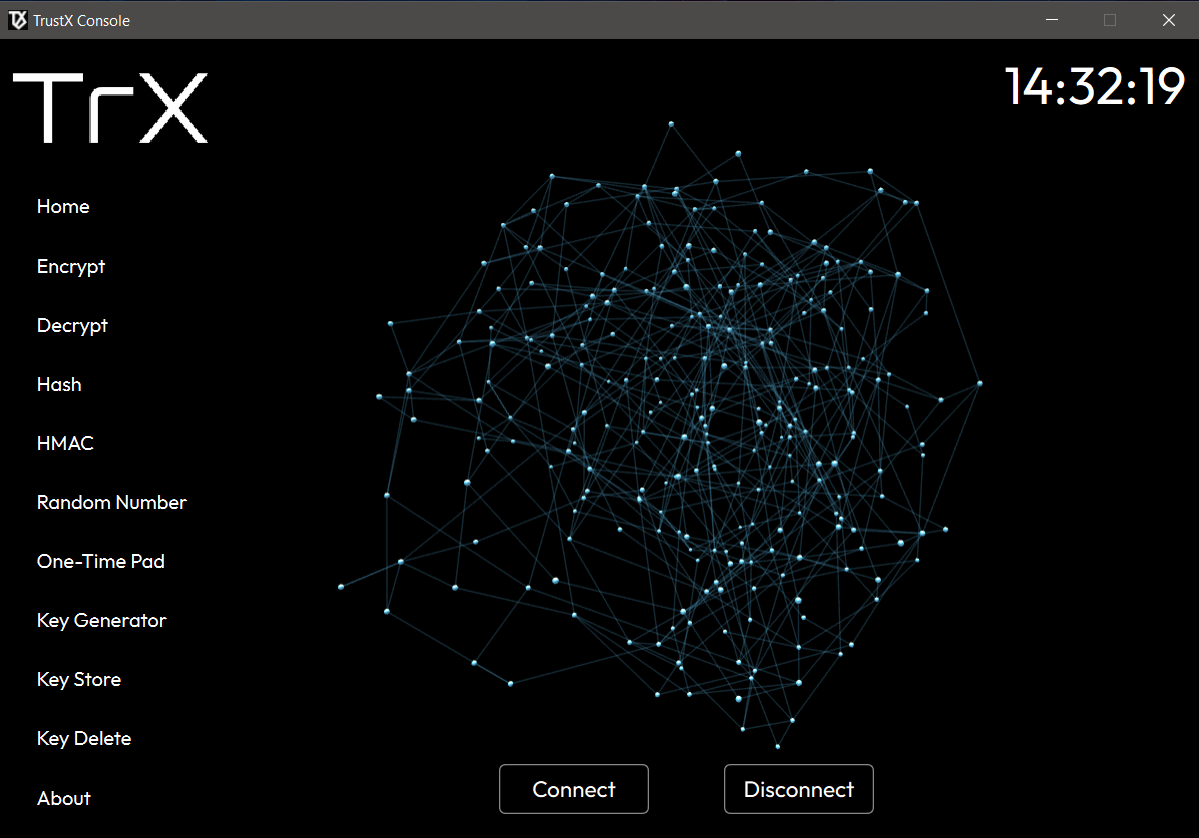 TrustX Console
TrX
14:32:19
Home
Encrypt
Decrypt
Hash
HMAC
Random Number
One-Time Pad
Key Generator
Key Store
Key Delete
About
Connect
Disconnect